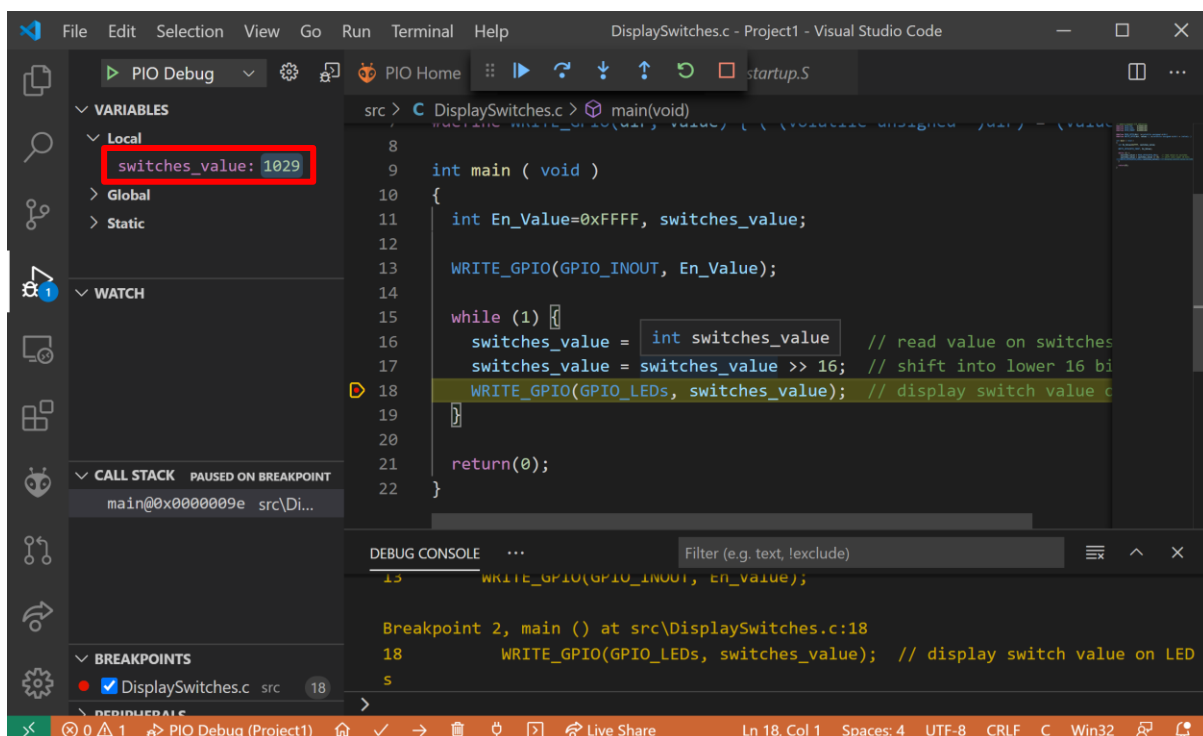 File Edit Selection View Go Run Terminal Help DisplaySwitches.c - Project1 - Visual Studio Code
PIO Debug
PIO Home
startup.S
VARIABLES
Local
switches_value: 1029
Global
Static
WATCH
CALL STACK PAUSED ON BREAKPOINT
main@0x0000009e src\Di...
BREAKPOINTS
DisplaySwitches.c src 18
PERIPHERALS
1
src > C DisplaySwitches.c > main(void)
8
9 int main ( void )
10 {
11 int En_Value=0xFFFF, switches_value;
12
13 WRITE_GPIO(GPIO_INOUT, En_Value);
14
15 while (1) {
16 switches_value = int switches_value // read value on switches
17 switches_value = switches_value >> 16; // shift into lower 16 bi
18 WRITE_GPIO(GPIO_LEDs, switches_value); // display switch value o
19 }
20
21 return(0);
22 }
DEBUG CONSOLE ... Filter (e.g. text, !exclude)
13 WRITE_GPIO(GPIO_INOUT, En_Value);
Breakpoint 2, main () at src\DisplaySwitches.c:18
18 WRITE_GPIO(GPIO_LEDs, switches_value); // display switch value on LED
s
>
0 1 PIO Debug (Project1) Live Share Ln 18, Col 1 Spaces: 4 UTF-8 CRLF C Win32